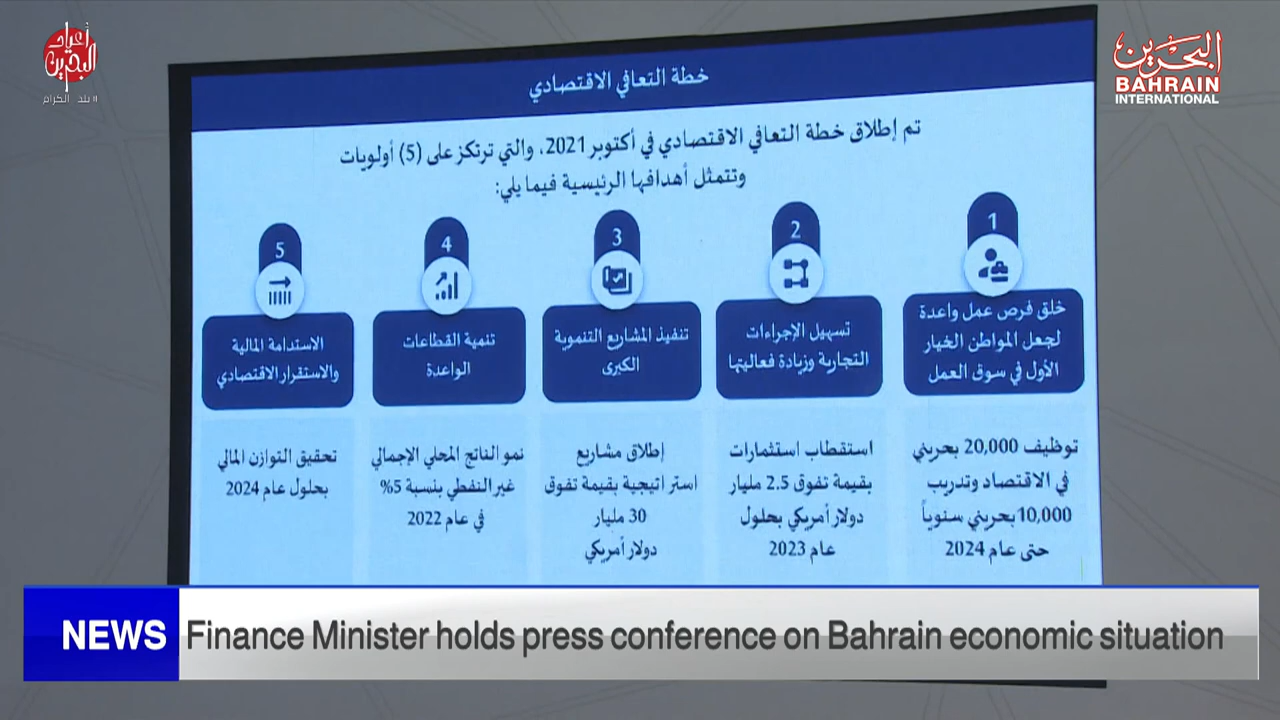 أعياد
البحرين
بلد الكرام
البحرين
BAHRAIN
INTERNATIONAL
خطة التعافي الاقتصادي
تم إطلاق خطة التعافي الاقتصادي في أكتوبر 2021، والتي ترتكز على (5) أولويات
وتتمثل أهدافها الرئيسية فيما يلي:
1
خلق فرص عمل واعدة
لجعل المواطن الخيار
الأول في سوق العمل
توظيف 20,000 بحريني
في الاقتصاد وتدريب
10,000 بحريني سنوياً
حتى عام 2024
2
تسهيل الإجراءات
التجارية وزيادة فعاليتها
استقطاب استثمارات
بقيمة تفوق 2.5 مليار
دولار أمريكي بحلول
عام 2023
3
تنفيذ المشاريع التنموية
الكبرى
إطلاق مشاريع
استراتيجية بقيمة تفوق
30 مليار
دولار أمريكي
4
تنمية القطاعات
الواعدة
نمو الناتج المحلي الإجمالي
غير النفطي بنسبة 5%
في عام 2022
5
الاستدامة المالية
والاستقرار الاقتصادي
تحقيق التوازن المالي
بحلول عام 2024
NEWS
Finance Minister holds press conference on Bahrain economic situation